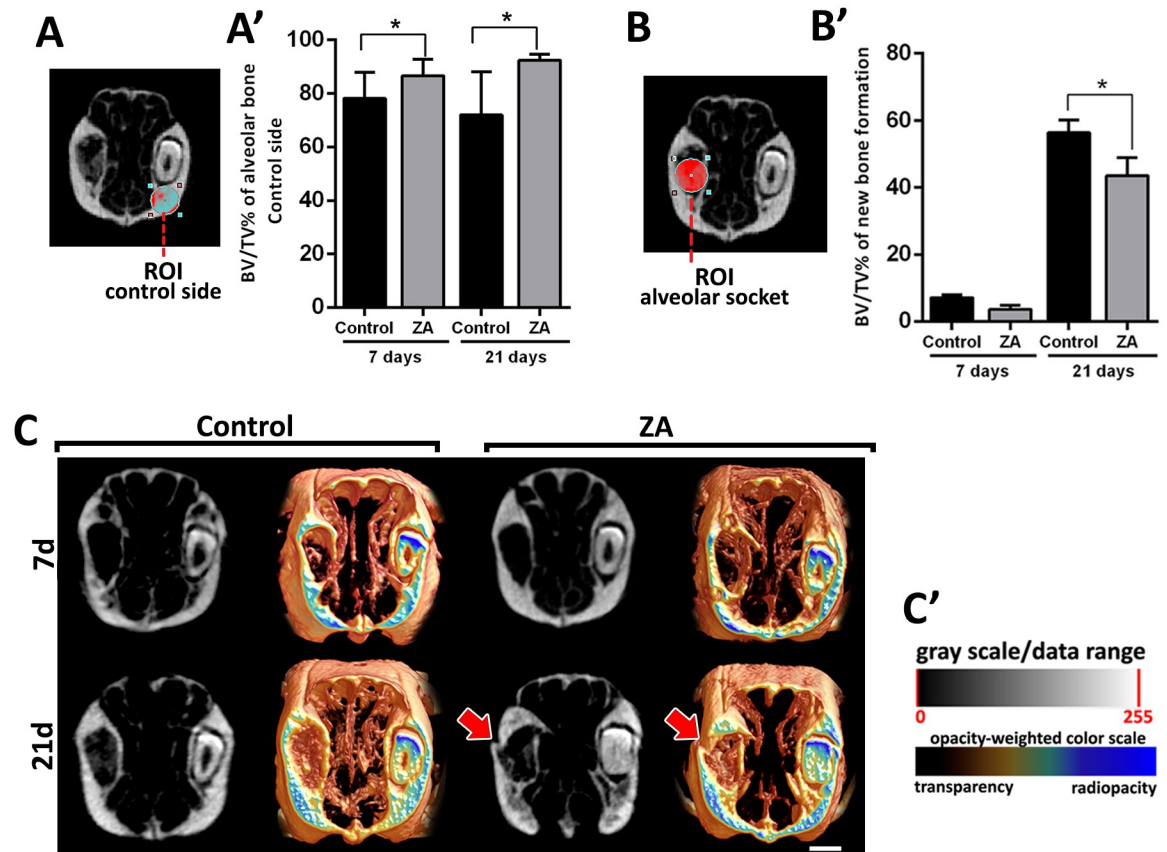 A
ROI
control side
A'
BV/TV% of alveolar bone
Control side
100
80
60
40
20
0
*
*
Control ZA Control ZA
7 days 21 days
B
ROI
alveolar socket
B'
BV/TV% of new bone formation
80
60
40
20
0
*
Control ZA Control ZA
7 days 21 days
C
Control ZA
7d
21d
C'
gray scale/data range
0 255
opacity-weighted color scale
transparency radiopacity